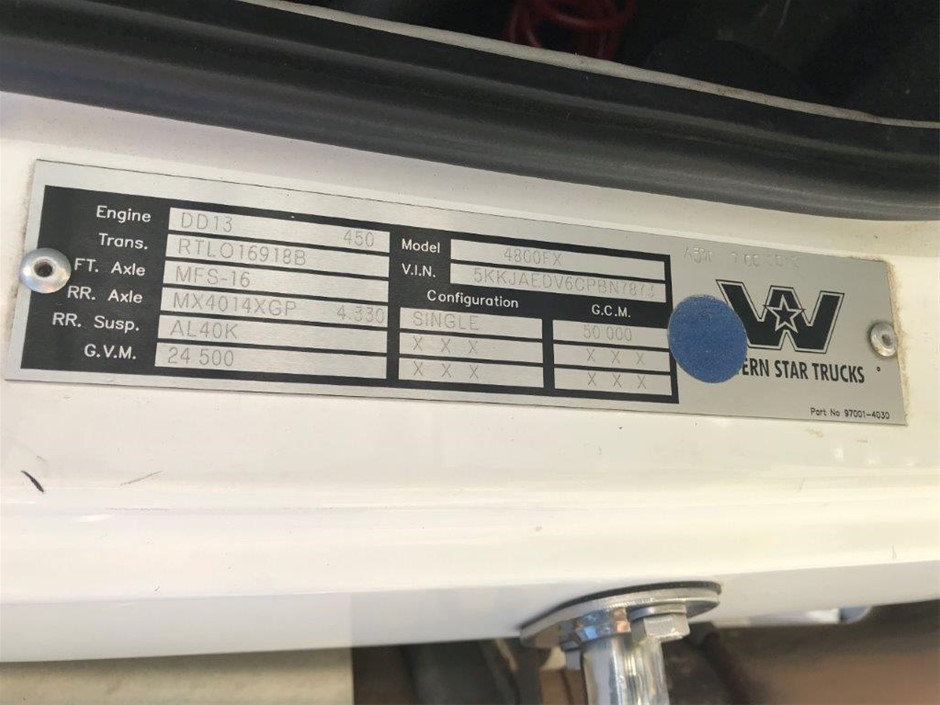 Engine DD13 450
Trans. RTLO16918B
FT. Axle MFS-16
RR. Axle MX4014XGP 4.330
RR. Susp. AL40K
G.V.M. 24 500
Model 4800FX
V.I.N. 5KKJAEDV6CPBN7873
Configuration G.C.M.
SINGLE 50 000
X X X X X X
X X X X X X
ERN STAR TRUCKS
Part No 97001-4030